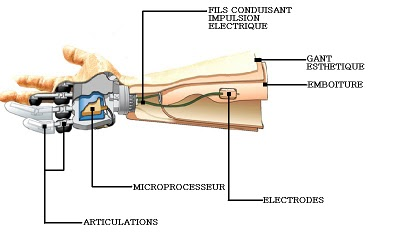 FILS CONDUISANT
IMPULSION
ELECTRIQUE
GANT
ESTHETIQUE
EMBOITURE
MICROPROCESSEUR
ELECTRODES
ARTICULATIONS